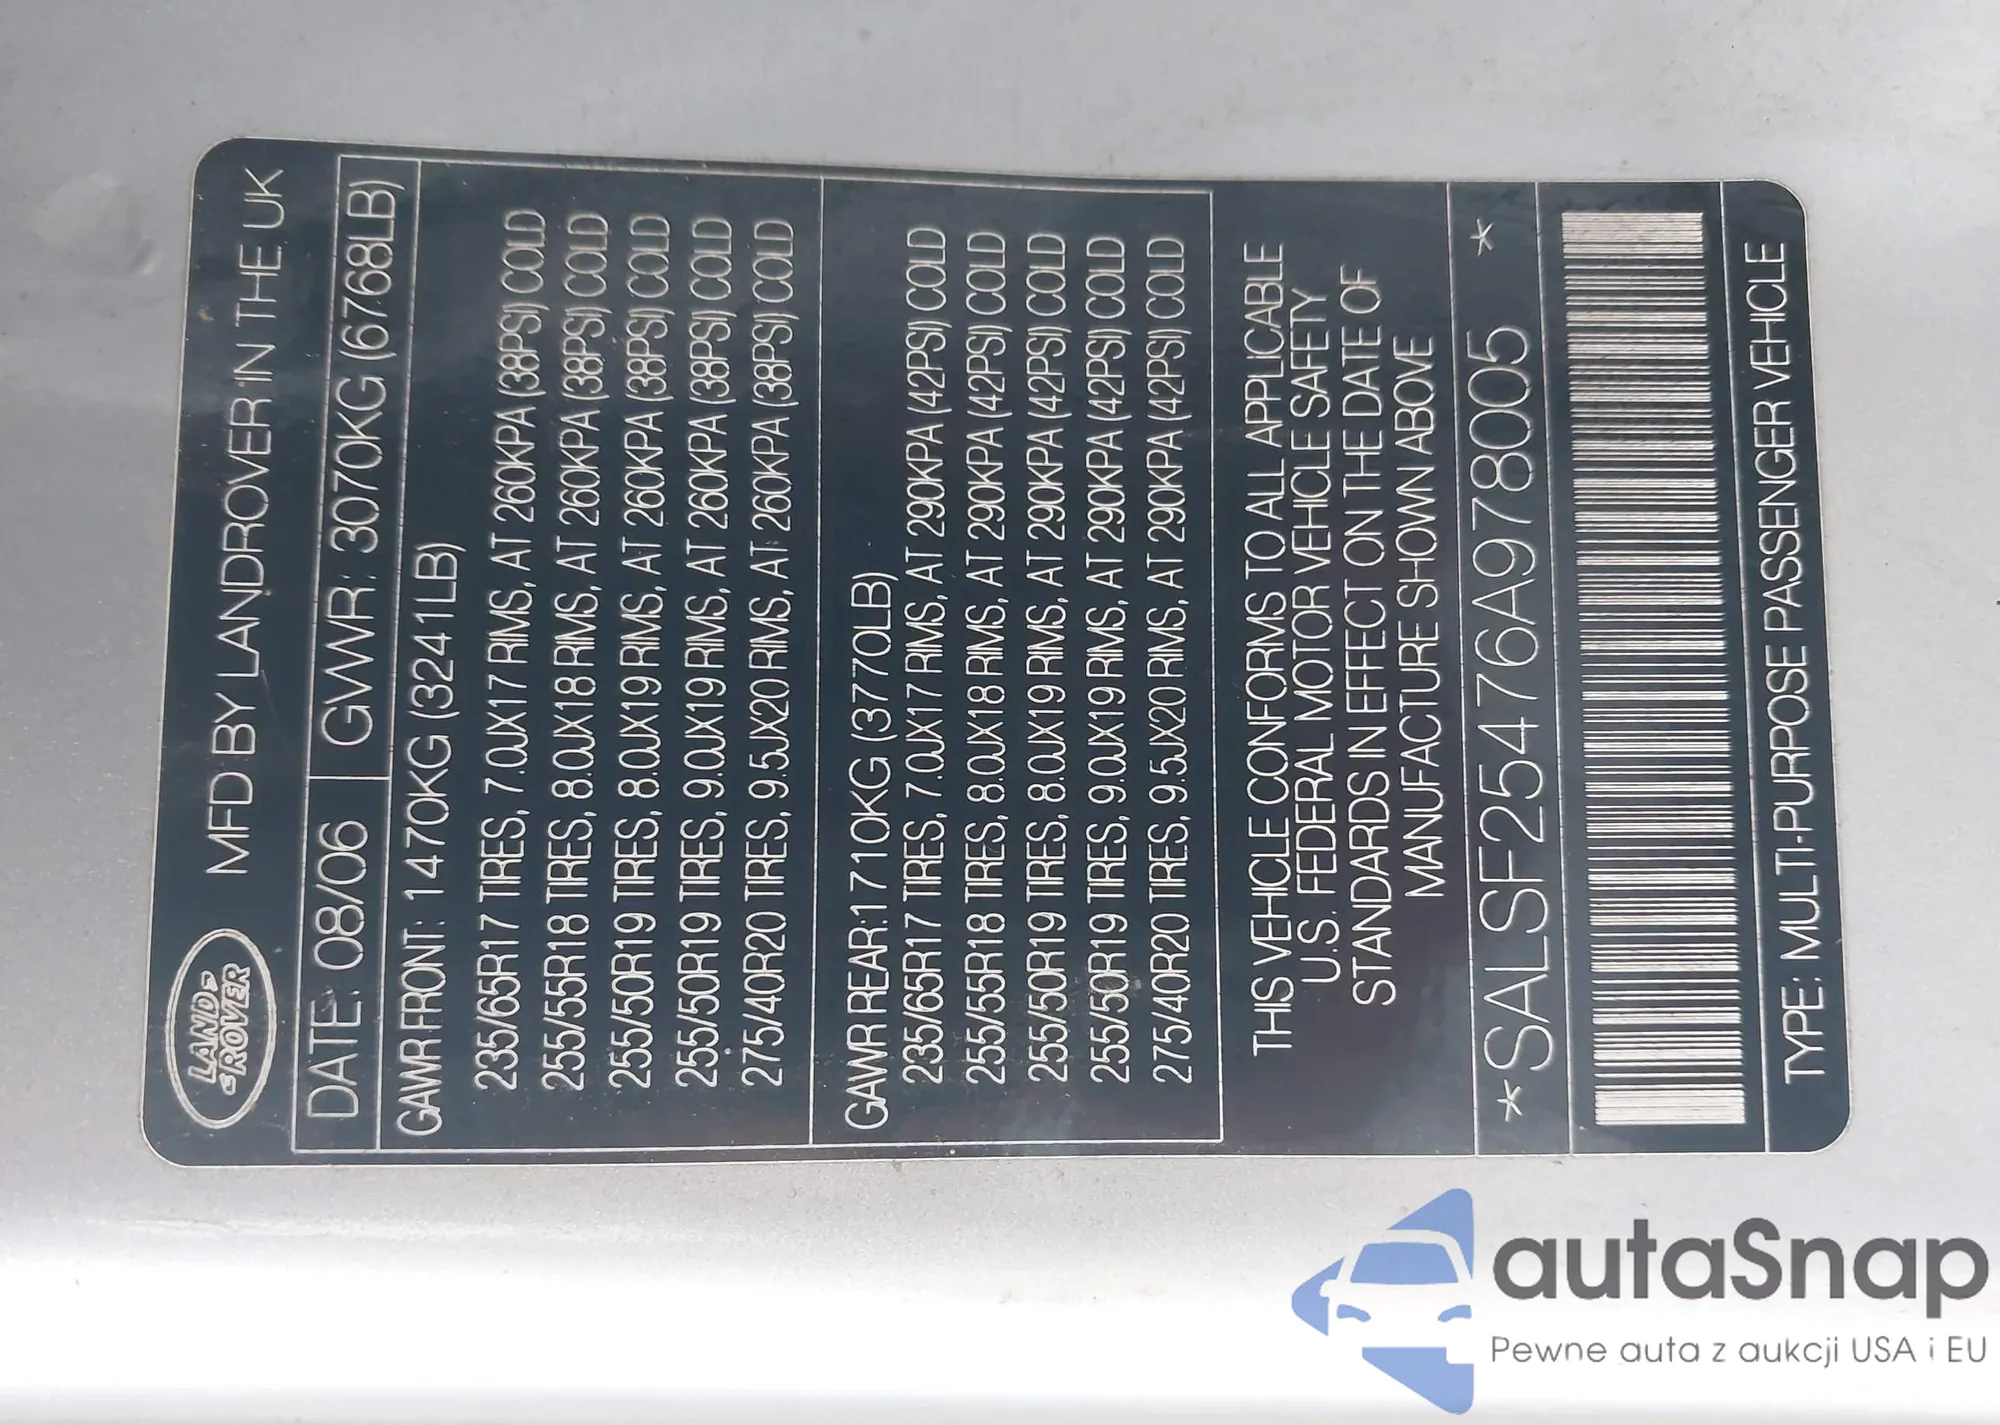 LAND
ROVER
MFD BY LANDROVER IN THE UK
DATE: 08/06 GVWR: 3070KG (6768LB)
GAWR FRONT: 1470KG (3241LB)
235/65R17 TIRES, 7.0JX17 RIMS, AT 260KPA (38PSI) COLD
255/55R18 TIRES, 8.0JX18 RIMS, AT 260KPA (38PSI) COLD
255/50R19 TIRES, 8.0JX19 RIMS, AT 260KPA (38PSI) COLD
255/50R19 TIRES, 9.0JX19 RIMS, AT 260KPA (38PSI) COLD
275/40R20 TIRES, 9.5JX20 RIMS, AT 260KPA (38PSI) COLD
GAWR REAR:1710KG (3770LB)
235/65R17 TIRES, 7.0JX17 RIMS, AT 290KPA (42PSI) COLD
255/55R18 TIRES, 8.0JX18 RIMS, AT 290KPA (42PSI) COLD
255/50R19 TIRES, 8.0JX19 RIMS, AT 290KPA (42PSI) COLD
255/50R19 TIRES, 9.0JX19 RIMS, AT 290KPA (42PSI) COLD
275/40R20 TIRES, 9.5JX20 RIMS, AT 290KPA (42PSI) COLD
THIS VEHICLE CONFORMS TO ALL APPLICABLE
U.S. FEDERAL MOTOR VEHICLE SAFETY
STANDARDS IN EFFECT ON THE DATE OF
MANUFACTURE SHOWN ABOVE
*SALSF25476A978005 *
TYPE: MULTI-PURPOSE PASSENGER VEHICLE
autaSnap
Pewne auta z aukcji USA i EU